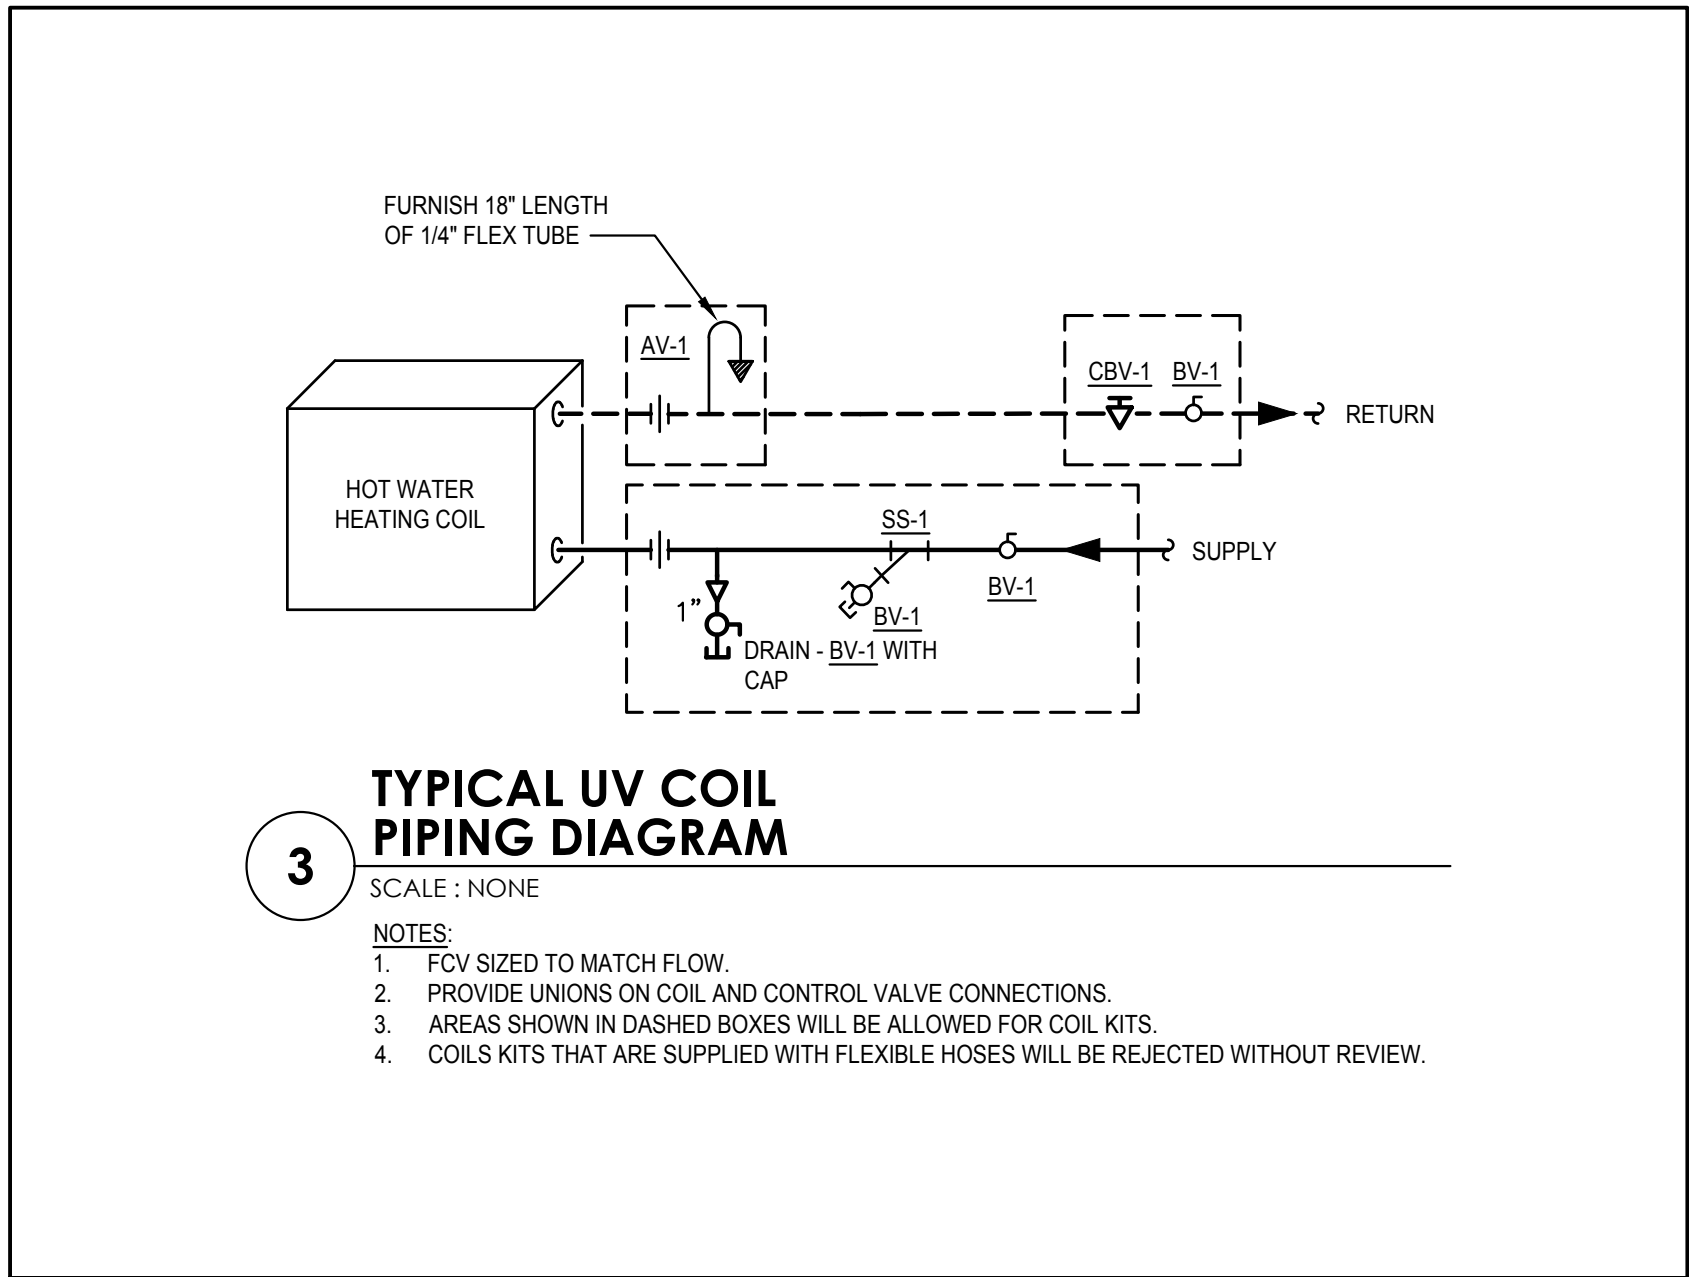 FURNISH 18" LENGTH
OF 1/4" FLEX TUBE
AV-1
CBV-1
BV-1
RETURN
HOT WATER
HEATING COIL
SS-1
SUPPLY
BV-1
1”
BV-1
DRAIN - BV-1 WITH
CAP
TYPICAL UV COIL
PIPING DIAGRAM
3
SCALE : NONE
NOTES:
1. FCV SIZED TO MATCH FLOW.
2. PROVIDE UNIONS ON COIL AND CONTROL VALVE CONNECTIONS.
3. AREAS SHOWN IN DASHED BOXES WILL BE ALLOWED FOR COIL KITS.
4. COILS KITS THAT ARE SUPPLIED WITH FLEXIBLE HOSES WILL BE REJECTED WITHOUT REVIEW.